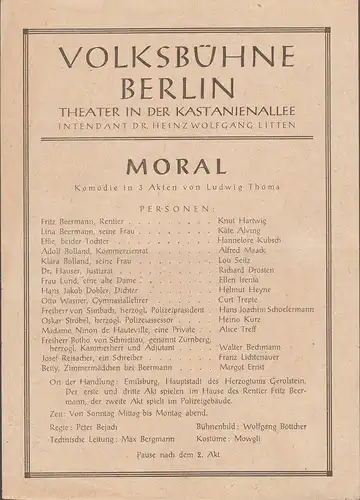 VOLKSBÜHNE
BERLIN
THEATER IN DER KASTANIENALLEE
INTENDANT DR. HEINZ WOLFGANG LITTEN
MORAL
Komödie in 3 Akten von Ludwig Thoma
PERSONEN:
Fritz Beermann, Rentier . . . . . . . . . Knut Hartwig
Lina Beermann, seine Frau . . . . . . . . Käte Alving
Effie, beider Tochter . . . . . . . . . Hannelore Kubsch
Adolf Bolland, Kommerzienrat . . . . . . . Alfred Maack
Klara Bolland, seine Frau . . . . . . . . Lou Seitz
Dr. Hauser, Justizrat . . . . . . . . . Richard Drosten
Frau Lund, eine alte Dame . . . . . . . . Ellen Isenta
Hans Jakob Dobler, Dichter . . . . . . . . Helmut Heyne
Otto Wasner, Gymnasiallehrer . . . . . . . Curt Trepte
Freiherr von Simbach, herzogl. Polizeipräsident . Hans Joachim Schoelermann
Oskar Ströbel, herzogl. Polizeiassessor . . . . Heino Kurz
Madame Ninon de Hauteville, eine Private . . . Alice Treff
Freiherr Botho von Schmettau, genannt Zürnberg,
herzogl. Kammerherr und Adjutant . . . . . Walter Bechmann
Josef Reisacher, ein Schreiber . . . . . . . Franz Lichtenauer
Betty, Zimmermädchen bei Beermann . . . . . Margot Ernst
Ort der Handlung: Emilsburg, Hauptstadt des Herzogtums Gerolstein.
Der erste und dritte Akt spielen im Hause des Rentier Fritz Beer-
mann, der zweite Akt spielt im Polizeigebäude.
Zeit: Von Sonntag Mittag bis Montag abend.
Regie: Peter Bejach Bühnenbild: Wolfgang Böttcher
Technische Leitung: Max Bergmann Kostüme: Mowgli
Pause nach dem 2. Akt